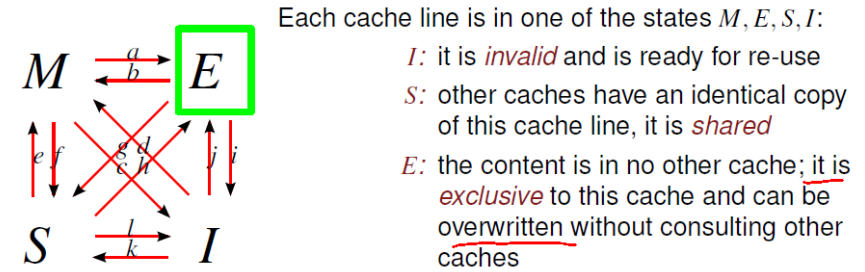 Each cache line is in one of the states M, E, S, I:
I: it is invalid and is ready for re-use
S: other caches have an identical copy
of this cache line, it is shared
E: the content is in no other cache; it is
exclusive to this cache and can be
overwritten without consulting other
caches
M
a
b
E
e
f
g
d
c
h
j
i
S
l
k
I